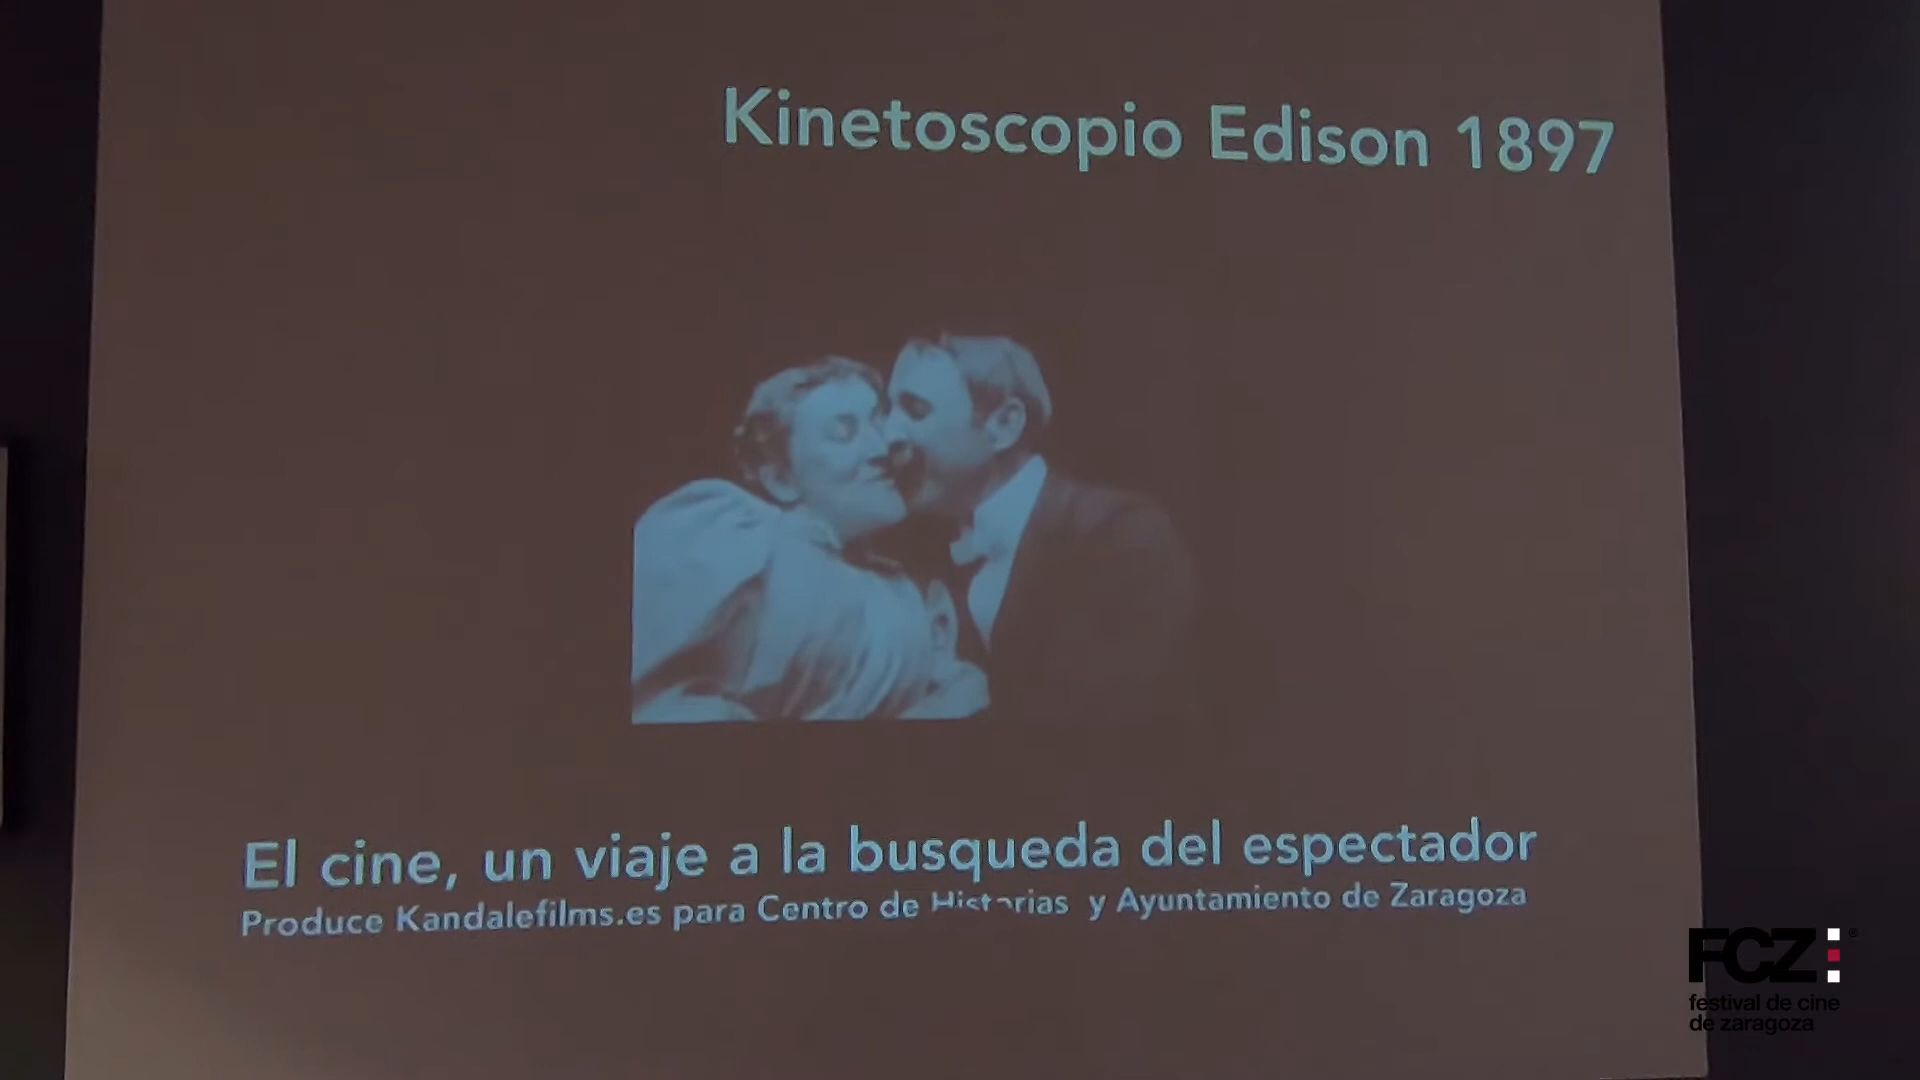 Kinetoscopio Edison 1897
El cine, un viaje a la busqueda del espectador
Produce Kandalefilms.es para Centro de Historias y Ayuntamiento de Zaragoza
FCZ
festival de cine
de zaragoza